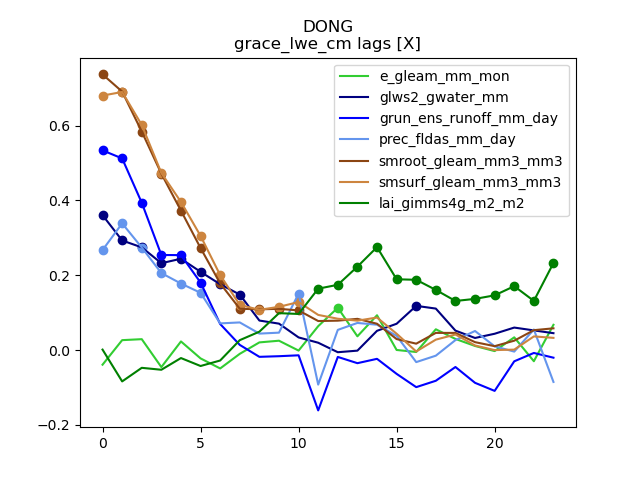 DONG
grace_lwe_cm lags [X]
e_gleam_mm_mon
glws2_gwater_mm
grun_ens_runoff_mm_day
prec_fldas_mm_day
smroot_gleam_mm3_mm3
smsurf_gleam_mm3_mm3
lai_gimms4g_m2_m2
0.6
0.4
0.2
0.0
−0.2
0 5 10 15 20